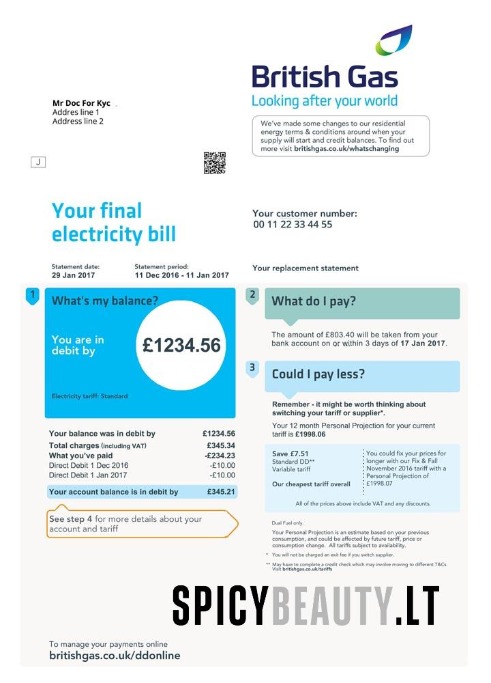 British Gas
Looking after your world
Mr Doc For Kyc
Addres line 1
Address line 2
We've made some changes to our residential
energy terms & conditions around when your
supply will start and credit balances. To find out
more visit britishgas.co.uk/whatschanging
J
Your final
electricity bill
Your customer number:
00 11 22 33 44 55
Statement date:
29 Jan 2017
Statement period:
11 Dec 2016 - 11 Jan 2017
Your replacement statement
1
What's my balance?
You are in
debit by
£1234.56
Electricity tariff: Standard
Your balance was in debit by £1234.56
Total charges (including VAT) £345.34
What you've paid -£234.23
Direct Debit 1 Dec 2016 -£10.00
Direct Debit 1 Jan 2017 -£10.00
Your account balance is in debit by £345.21
See step 4 for more details about your
account and tariff
2
What do I pay?
The amount of £803.40 will be taken from your
bank account on or within 3 days of 17 Jan 2017.
3
Could I pay less?
Remember - it might be worth thinking about
switching your tariff or supplier*.
Your 12 month Personal Projection for your current
tariff is £1998.06
Save £7.51
Standard DD**
Variable tariff
Our cheapest tariff overall
You could fix your prices for
longer with our Fix & Fall
November 2016 tariff with a
Personal Projection of
£1998.07
All of the prices above include VAT and any discounts.
Dual Fuel only.
Your Personal Projection is an estimate based on your previous
consumption, and could be affected by future tariff, price or
consumption change. All tariffs subject to availability.
* You will not be charged an exit fee if you switch supplier.
** May have to complete a credit check which may involve moving to different T&Cs.
Visit britishgas.co.uk/tariffs
SPICYBEAUTY.LT
To manage your payments online
britishgas.co.uk/ddonline